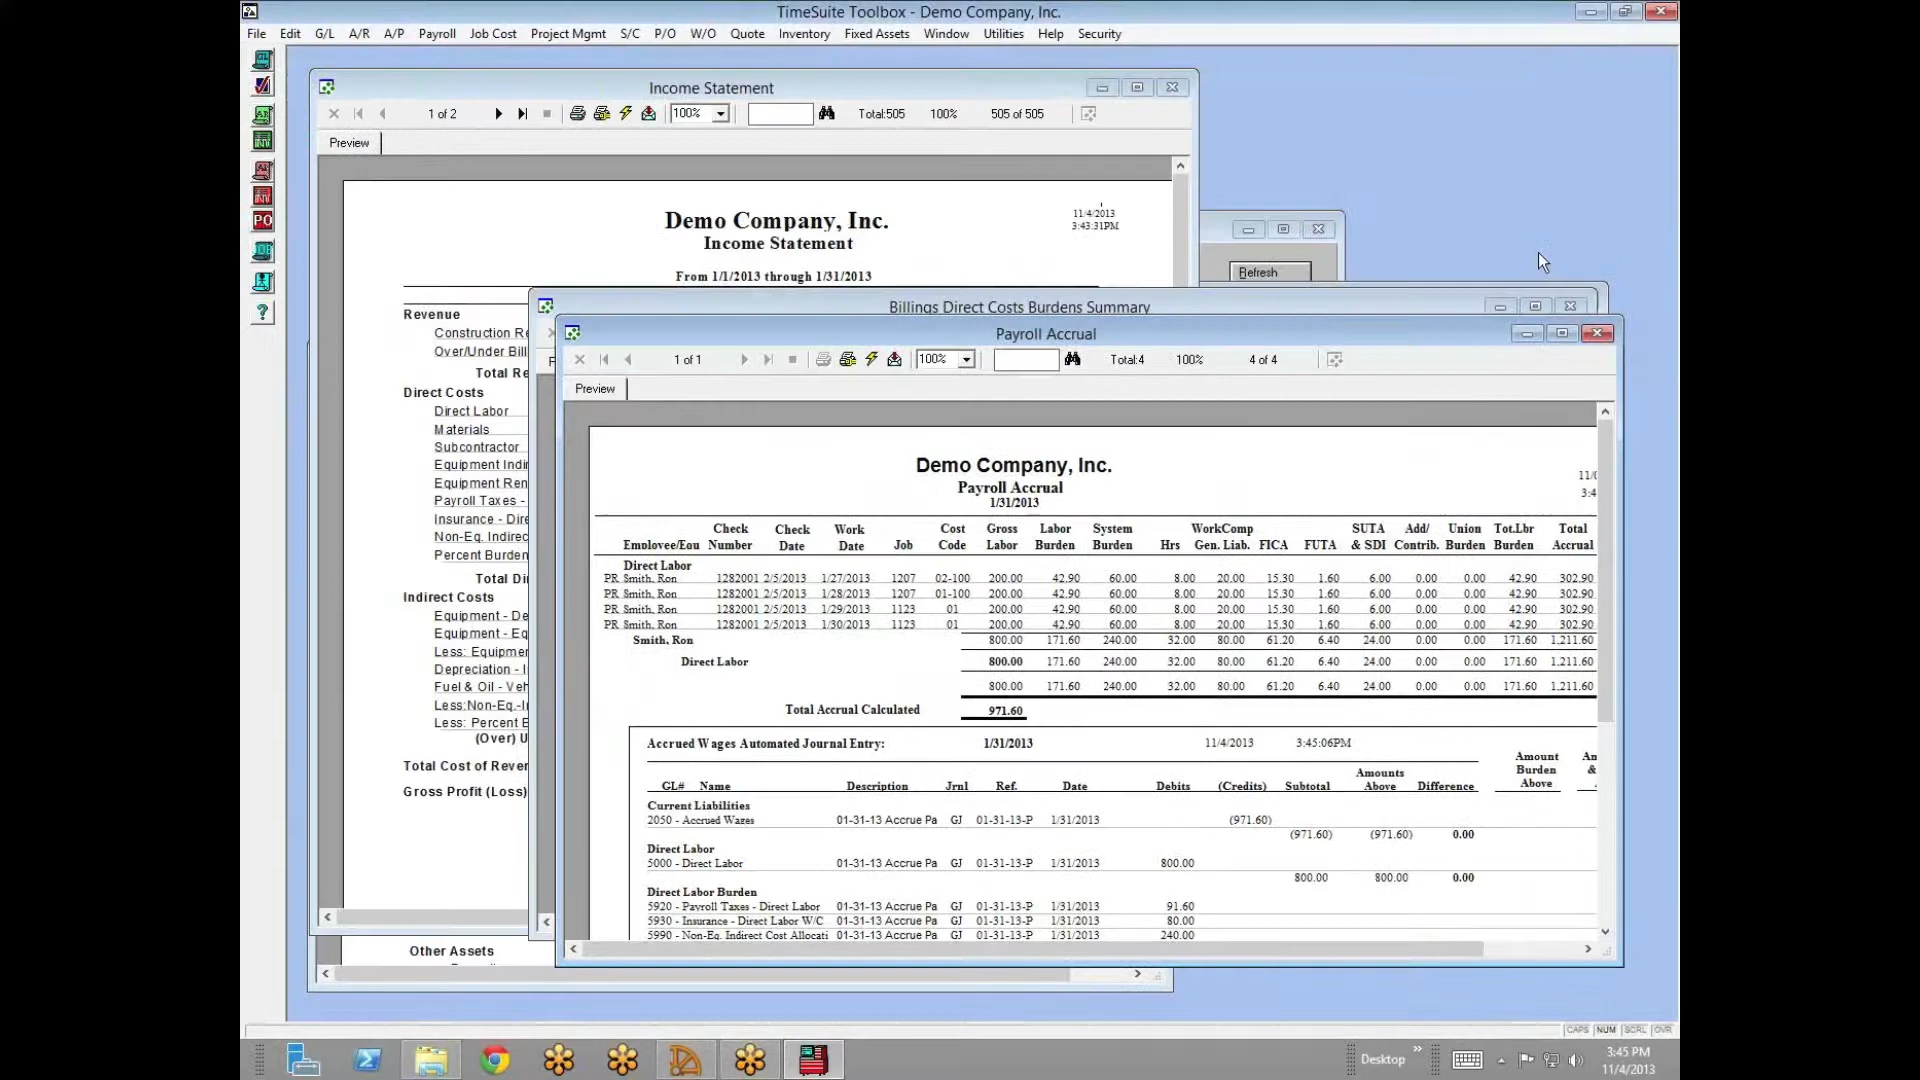 TimeSuite Toolbox - Demo Company, Inc.
File Edit G/L A/R A/P Payroll Job Cost Project Mgmt S/C P/O W/O Quote Inventory Fixed Assets Window Utilities Help Security
Income Statement
1 of 2 100% Total:505 100% 505 of 505
Preview
Demo Company, Inc.
Income Statement
From 1/1/2013 through 1/31/2013
11/4/2013
3:43:31PM
Refresh
Revenue
Construction Re
Over/Under Bill
Total Re
Direct Costs
Direct Labor
Materials
Subcontractor
Equipment Indi
Equipment Ren
Payroll Taxes -
Insurance - Dire
Non-Eq. Indirec
Percent Burden
Total Di
Indirect Costs
Equipment - De
Equipment - Eq
Less: Equipme
Depreciation - I
Fuel & Oil - Veh
Less:Non-Eq.-I
Less: Percent E
(Over) U
Total Cost of Rever
Gross Profit (Loss)
Other Assets
Billings Direct Costs Burdens Summary
Payroll Accrual
1 of 1 100% Total:4 100% 4 of 4
Preview
Demo Company, Inc.
Payroll Accrual
1/31/2013
11/0
3:4
Check Check Work Cost Gross Labor System WorkComp SUTA Add/ Union Tot.Lbr Total
Employee/Equ Number Date Date Job Code Labor Burden Burden Hrs Gen. Liab. FICA FUTA & SDI Contrib. Burden Burden Accrual
Direct Labor
PR Smith, Ron 1282001 2/5/2013 1/27/2013 1207 02-100 200.00 42.90 60.00 8.00 20.00 15.30 1.60 6.00 0.00 0.00 42.90 302.90
PR Smith, Ron 1282001 2/5/2013 1/28/2013 1207 01-100 200.00 42.90 60.00 8.00 20.00 15.30 1.60 6.00 0.00 0.00 42.90 302.90
PR Smith, Ron 1282001 2/5/2013 1/29/2013 1123 01 200.00 42.90 60.00 8.00 20.00 15.30 1.60 6.00 0.00 0.00 42.90 302.90
PR Smith, Ron 1282001 2/5/2013 1/30/2013 1123 01 200.00 42.90 60.00 8.00 20.00 15.30 1.60 6.00 0.00 0.00 42.90 302.90
Smith, Ron 800.00 171.60 240.00 32.00 80.00 61.20 6.40 24.00 0.00 0.00 171.60 1,211.60
Direct Labor 800.00 171.60 240.00 32.00 80.00 61.20 6.40 24.00 0.00 0.00 171.60 1,211.60
800.00 171.60 240.00 32.00 80.00 61.20 6.40 24.00 0.00 0.00 171.60 1,211.60
Total Accrual Calculated 971.60
Accrued Wages Automated Journal Entry: 1/31/2013 11/4/2013 3:45:06PM
GL# Name Description Jrnl Ref. Date Debits (Credits) Subtotal Amounts Above Difference Amount Burden Above An &
Current Liabilities
2050 - Accrued Wages 01-31-13 Accrue Pa GJ 01-31-13-P 1/31/2013 (971.60)
(971.60) (971.60) 0.00
Direct Labor
5000 - Direct Labor 01-31-13 Accrue Pa GJ 01-31-13-P 1/31/2013 800.00
800.00 800.00 0.00
Direct Labor Burden
5920 - Payroll Taxes - Direct Labor 01-31-13 Accrue Pa GJ 01-31-13-P 1/31/2013 91.60
5930 - Insurance - Direct Labor W/C 01-31-13 Accrue Pa GJ 01-31-13-P 1/31/2013 80.00
5990 - Non-Eq. Indirect Cost Allocati 01-31-13 Accrue Pa GJ 01-31-13-P 1/31/2013 240.00
CAPS NUM SCRL OVR
Desktop
3:45 PM
11/4/2013